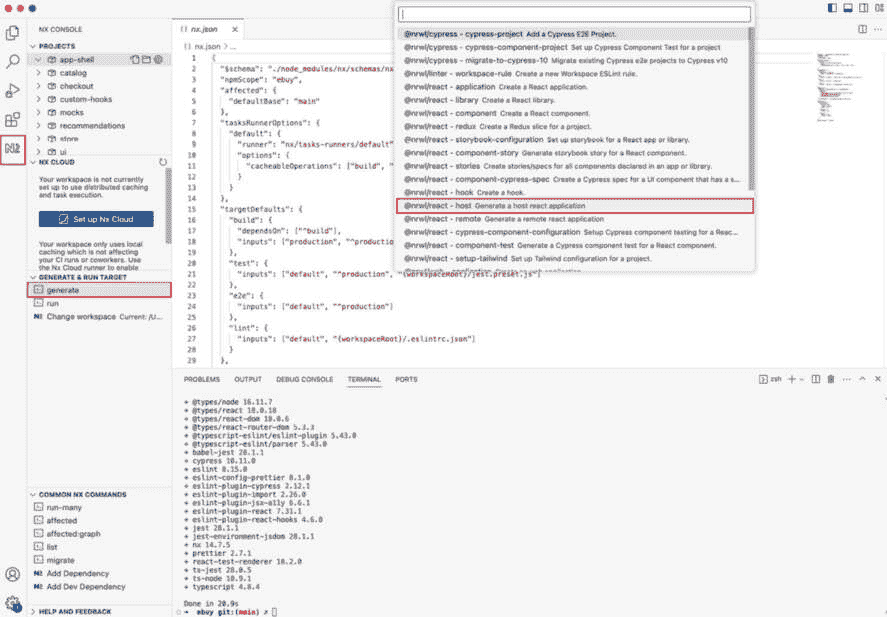 NX CONSOLE
PROJECTS
app-shell
catalog
checkout
custom-hooks
mocks
recommendations
store
ui
NX CLOUD
Your workspace is not currently
set up to use distributed caching
and task execution.
Set up Nx Cloud
Your workspace only uses local
caching which is not affecting
your CI runs or coworkers. Use
the Nx Cloud runner to enable
GENERATE & RUN TARGET
generate
run
Change workspace Current: /U...
COMMON NX COMMANDS
run-many
affected
affected:graph
list
migrate
Add Dependency
Add Dev Dependency
HELP AND FEEDBACK
nx.json
nx.json > ...
1 {
2 "$schema": "./node_modules/nx/schemas/nx
3 "npmScope": "ebuy",
4 "affected": {
5 "defaultBase": "main"
6 },
7 "tasksRunnerOptions": {
8 "default": {
9 "runner": "nx/tasks-runners/default"
10 "options": {
11 "cacheableOperations": ["build", "
12 }
13 }
14 },
15 "targetDefaults": {
16 "build": {
17 "dependsOn": ["^build"],
18 "inputs": ["production", "^productio
19 },
20 "test": {
21 "inputs": ["default", "^production", "{workspaceRoot}/jest.preset.js"]
22 },
23 "e2e": {
24 "inputs": ["default", "^production"]
25 },
26 "lint": {
27 "inputs": ["default", "{workspaceRoot}/.eslintrc.json"]
28 }
29 },
@nrwl/cypress - cypress-project Add a Cypress E2E Project.
@nrwl/cypress - cypress-component-project Set up Cypress Component Test for a project
@nrwl/cypress - migrate-to-cypress-10 Migrate existing Cypress e2e projects to Cypress v10
@nrwl/linter - workspace-rule Create a new Workspace ESLint rule.
@nrwl/react - application Create a React application.
@nrwl/react - library Create a React library.
@nrwl/react - component Create a React component.
@nrwl/react - redux Create a Redux slice for a project.
@nrwl/react - storybook-configuration Set up storybook for a React app or library.
@nrwl/react - component-story Generate storybook story for a React component.
@nrwl/react - stories Create stories/specs for all components declared in an app or library.
@nrwl/react - component-cypress-spec Create a Cypress spec for a UI component that has a s...
@nrwl/react - hook Create a hook.
@nrwl/react - host Generate a host react application
@nrwl/react - remote Generate a remote react application
@nrwl/react - cypress-component-configuration Setup Cypress component testing for a Reac...
@nrwl/react - component-test Generate a Cypress component test for a React component.
@nrwl/react - setup-tailwind Set up Tailwind configuration for a project.
PROBLEMS OUTPUT DEBUG CONSOLE TERMINAL PORTS
zsh
+ @types/node 16.11.7
+ @types/react 18.0.18
+ @types/react-dom 18.0.6
+ @types/react-router-dom 5.3.3
+ @typescript-eslint/eslint-plugin 5.43.0
+ @typescript-eslint/parser 5.43.0
+ babel-jest 28.1.1
+ cypress 10.11.0
+ eslint 8.15.0
+ eslint-config-prettier 8.1.0
+ eslint-plugin-cypress 2.12.1
+ eslint-plugin-import 2.26.0
+ eslint-plugin-jsx-a11y 6.6.1
+ eslint-plugin-react 7.31.1
+ eslint-plugin-react-hooks 4.6.0
+ jest 28.1.1
+ jest-environment-jsdom 28.1.1
+ nx 14.7.5
+ prettier 2.7.1
+ react-test-renderer 18.2.0
+ ts-jest 28.0.5
+ ts-node 10.9.1
+ typescript 4.8.4
Done in 20.9s
→ ebuy git:(main) ✗